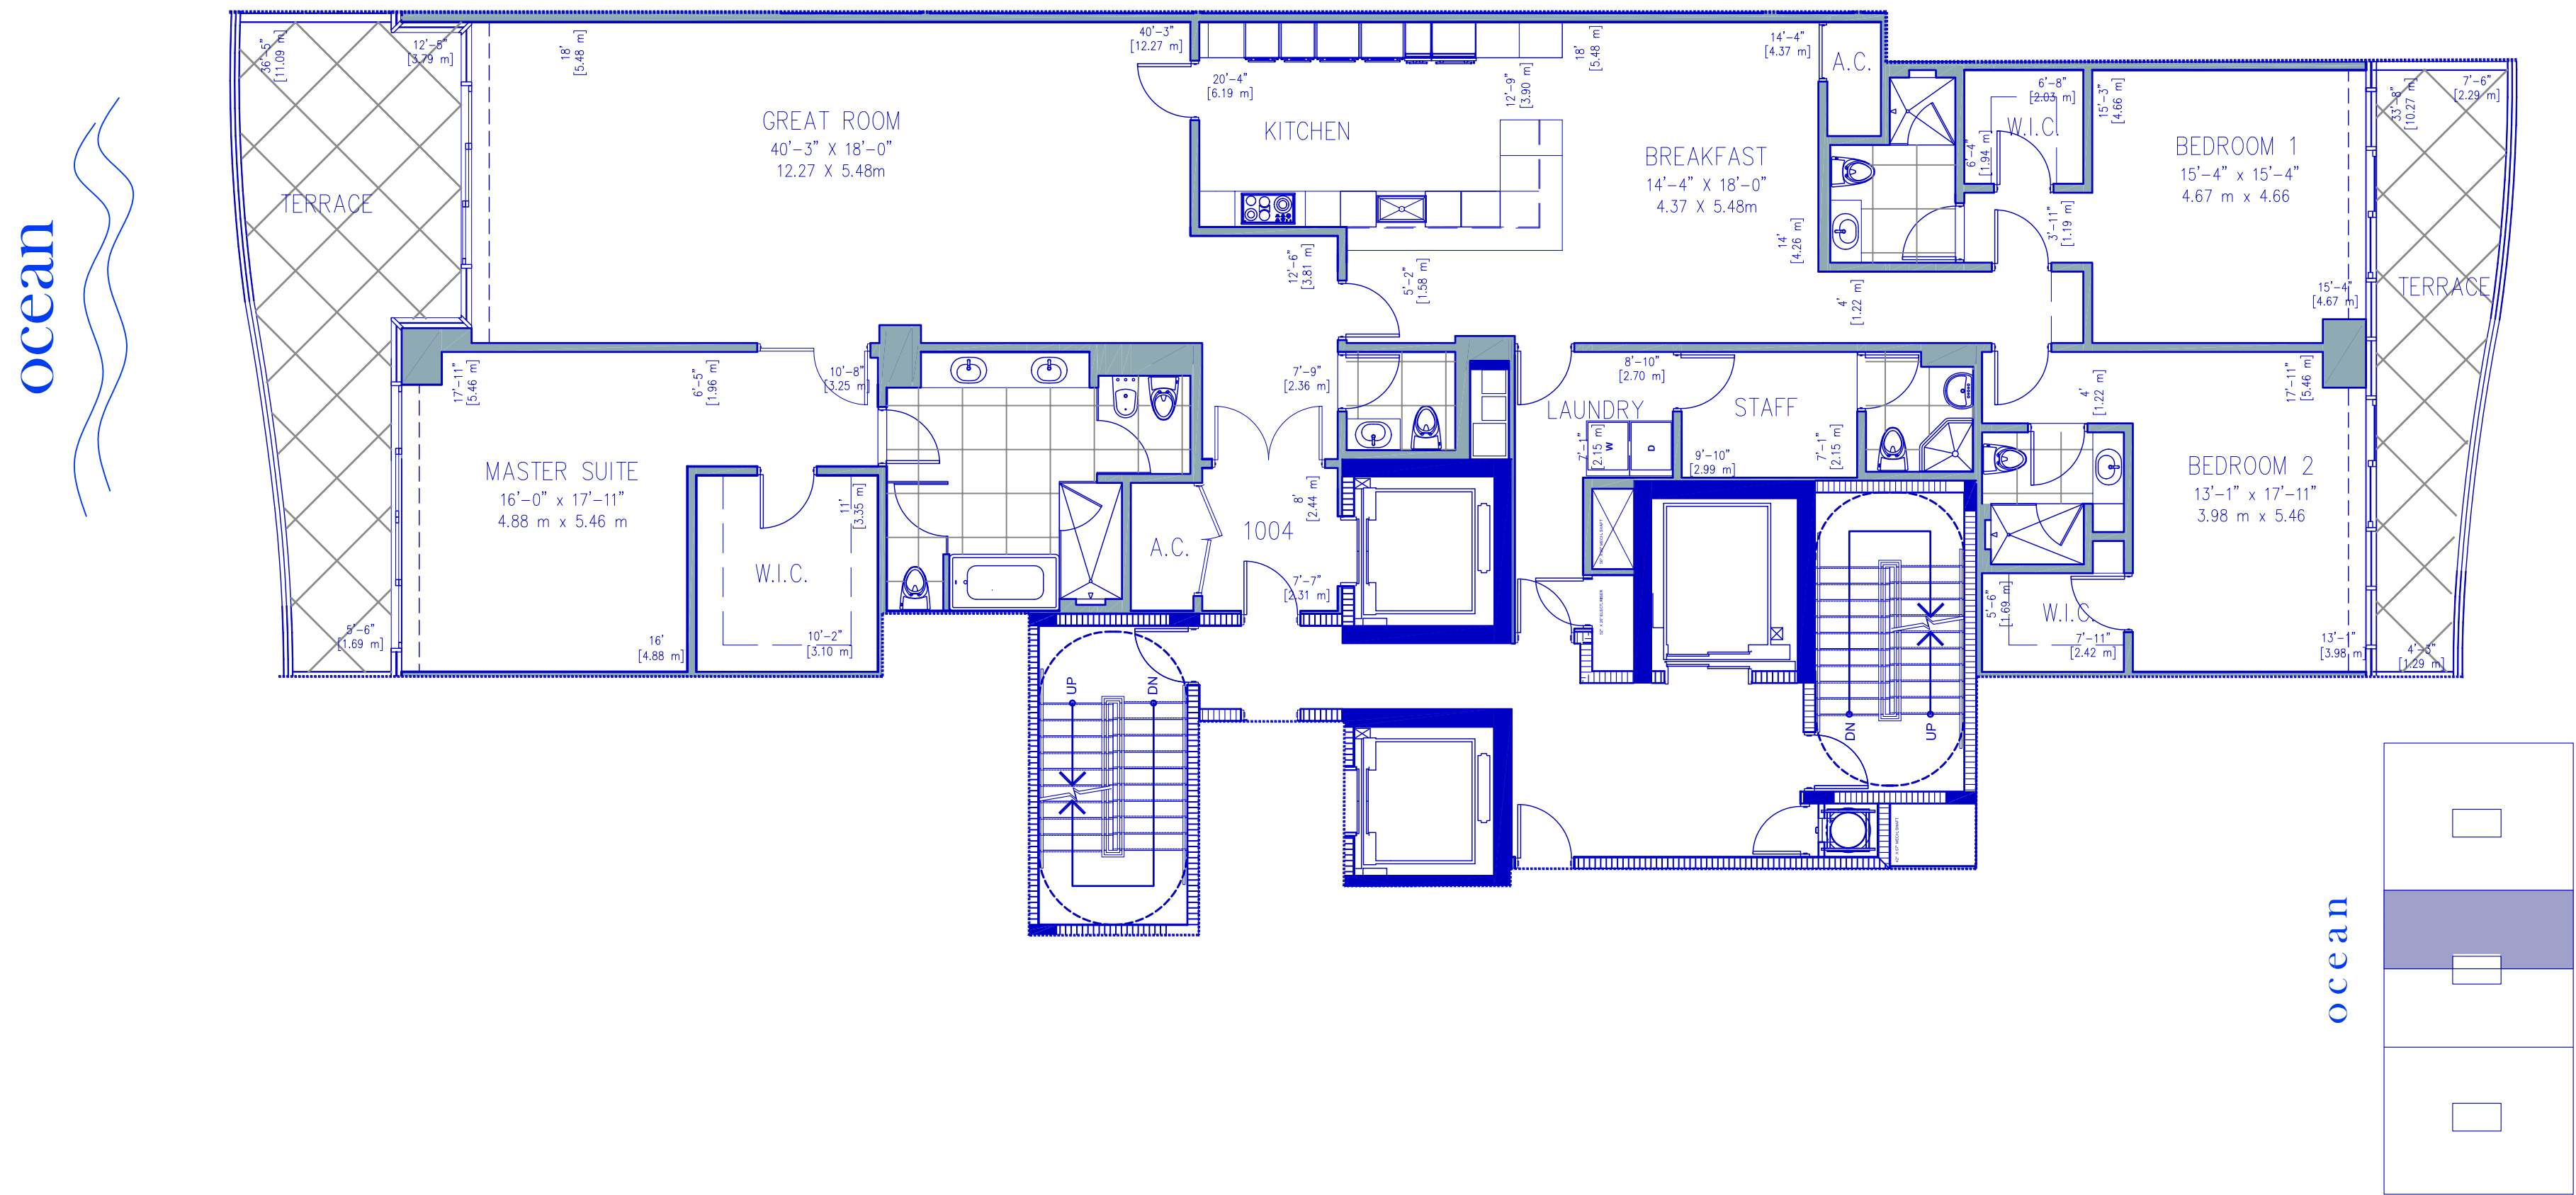 ocean
36'-5"
[11.09 m]
12'-5"
[3.79 m]
TERRACE
5'-6"
[1.69 m]
18'
[5.48 m]
GREAT ROOM
40'-3" X 18'-0"
12.27 X 5.48m
40'-3"
[12.27 m]
20'-4"
[6.19 m]
KITCHEN
12'-9"
[3.90 m]
18'
[5.48 m]
14'-4"
[4.37 m]
BREAKFAST
14'-4" X 18'-0"
4.37 X 5.48m
14'
[4.26 m]
A.C.
6'-8"
[2.03 m]
W.I.C.
6'-4"
[1.94 m]
15'-3"
[4.66 m]
3'-11"
[1.19 m]
BEDROOM 1
15'-4" x 15'-4"
4.67 m x 4.66
15'-4"
[4.67 m]
33'-8"
[10.27 m]
7'-6"
[2.29 m]
TERRACE
4'-3"
[1.29 m]
12'-6"
[3.81 m]
5'-2"
[1.58 m]
4'
[1.22 m]
17'-11"
[5.46 m]
6'-5"
[1.96 m]
10'-8"
[3.25 m]
MASTER SUITE
16'-0" x 17'-11"
4.88 m x 5.46 m
16'
[4.88 m]
11'
[3.35 m]
W.I.C.
10'-2"
[3.10 m]
7'-9"
[2.36 m]
A.C.
8'
[2.44 m]
1004
7'-7"
[2.31 m]
8'-10"
[2.70 m]
LAUNDRY
7'-1"
[2.15 m]
W
D
STAFF
9'-10"
[2.99 m]
7'-1"
[2.15 m]
4'
[1.22 m]
17'-11"
[5.46 m]
BEDROOM 2
13'-1" x 17'-11"
3.98 m x 5.46
13'-1"
[3.98 m]
5'-6"
[1.69 m]
W.I.C.
7'-11"
[2.42 m]
UP
DN
DN
UP
ocean